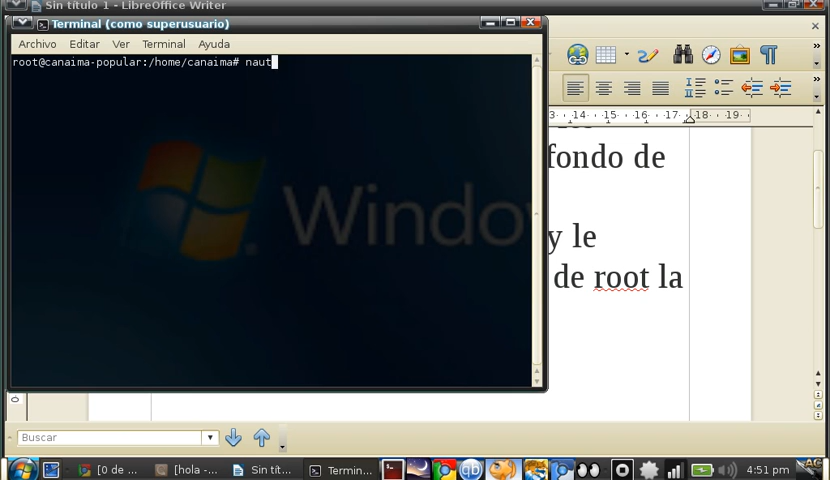 Sin título 1 - LibreOffice Writer
Terminal (como superusuario)
Archivo Editar Ver Terminal Ayuda
root@canaima-popular:/home/canaima# naut
Windo
14 15 16 17 18 19
fondo de
y le
de root la
Buscar
[0 de ... [hola -... Sin tít... Termin... 4:51 pm